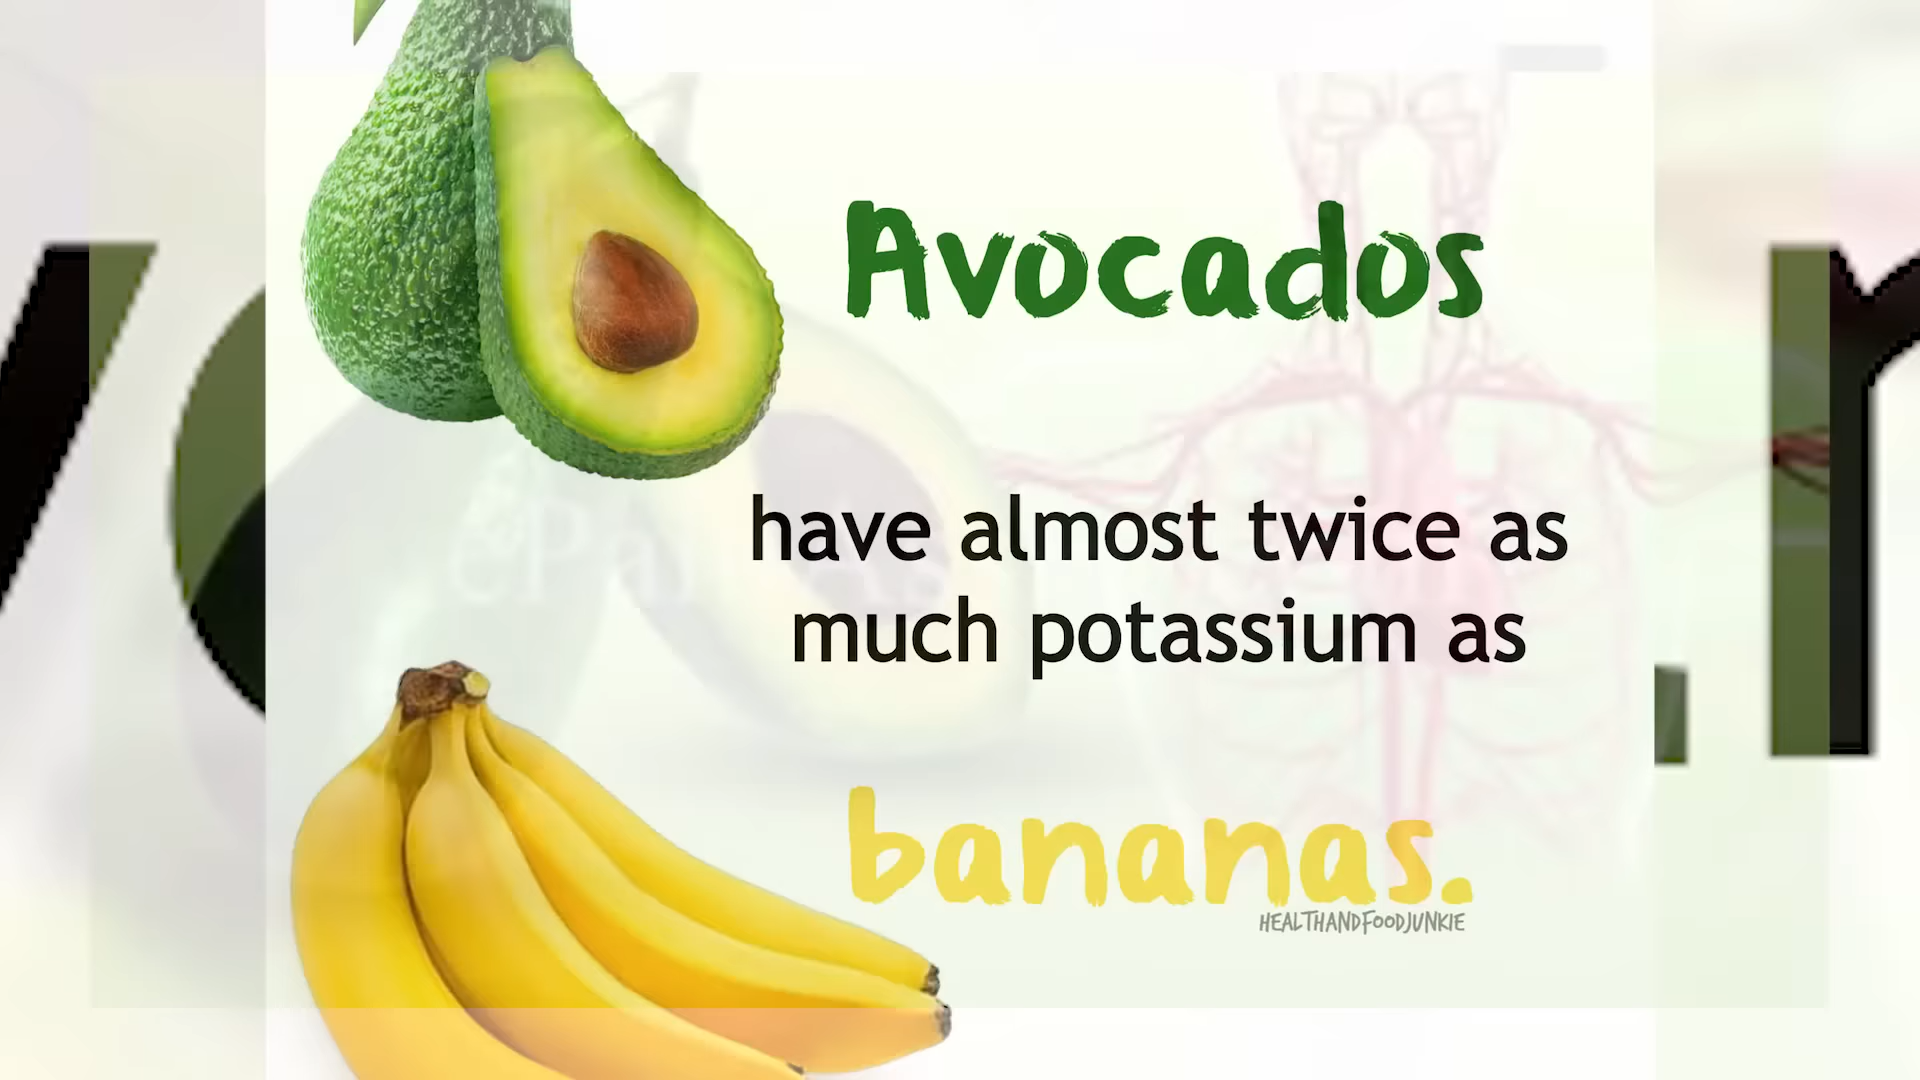 Avocados
have almost twice as
much potassium as
bananas.
HEALTHANDFOODJUNKIE